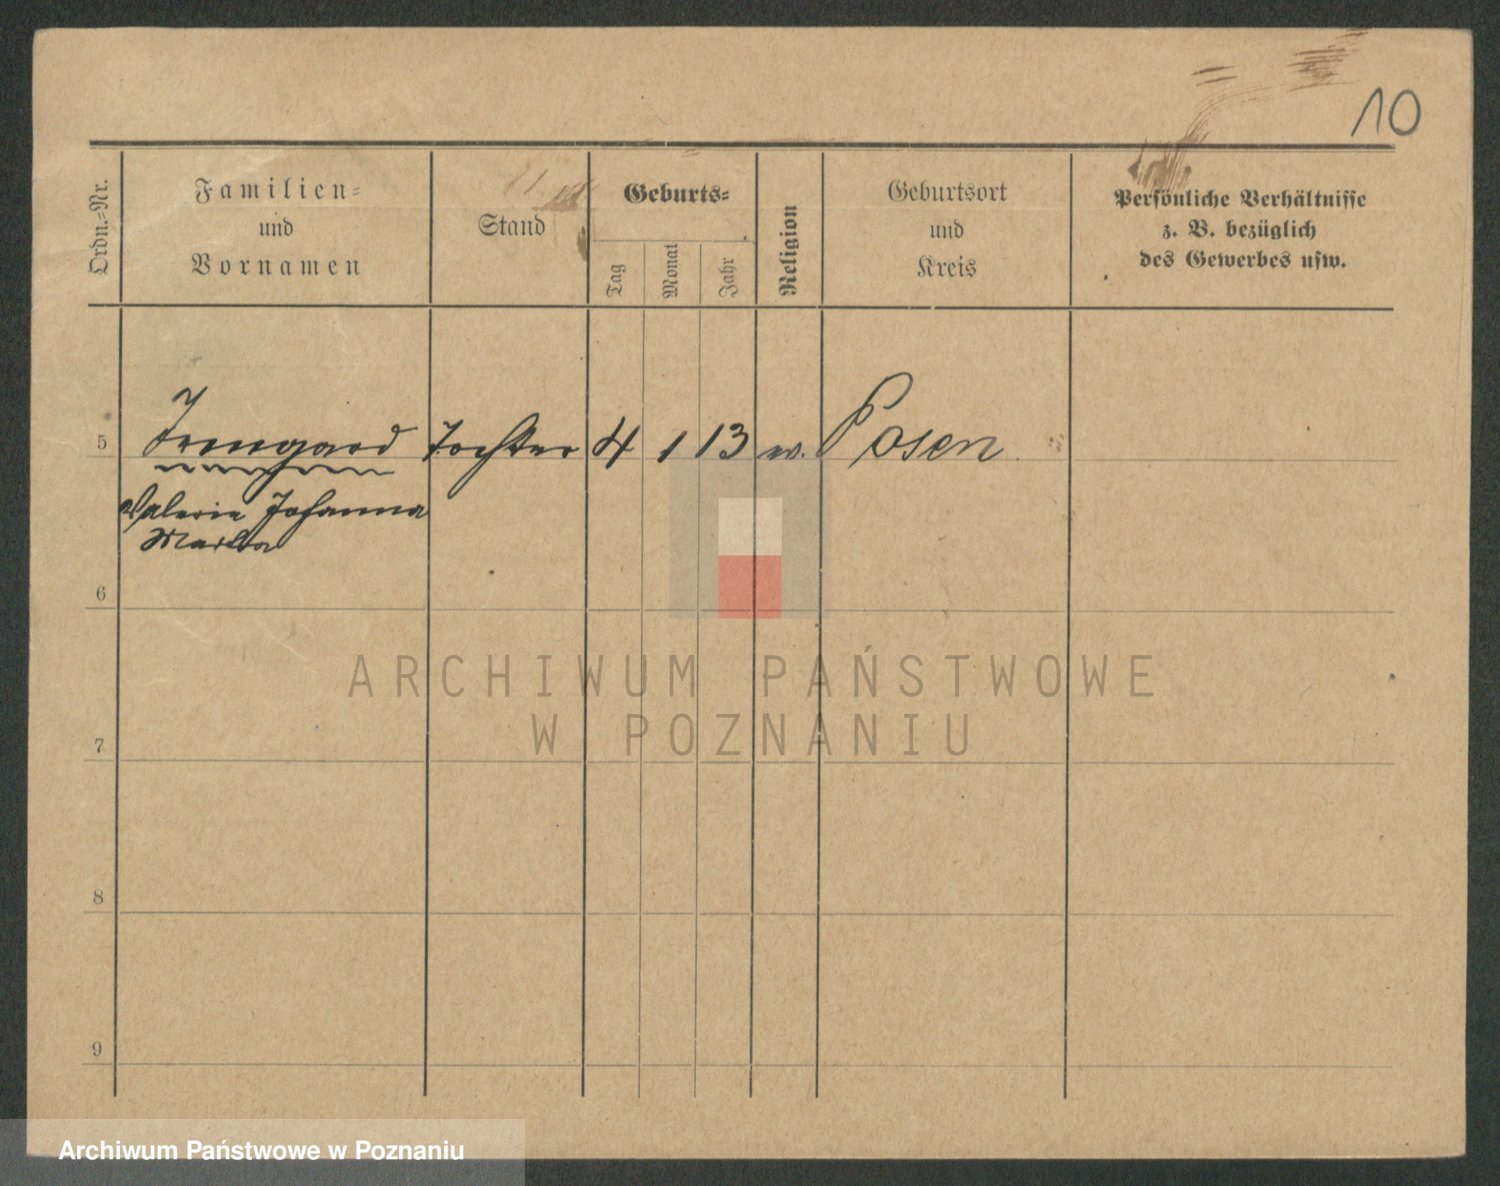 10
Ordn.=Nr.
Familien=
und
Vornamen
Stand
Geburts=
Tag
Monat
Jahr
Religion
Geburtsort
und
Kreis
Persönliche Verhältnisse
z. B. bezüglich
des Gewerbes usw.
5 Irmgard Tochter 4 1 13 Posen
Valerie Johanna
6
7
8
9
ARCHIWUM PAŃSTWOWE
W POZNANIU
Archiwum Państwowe w Poznaniu